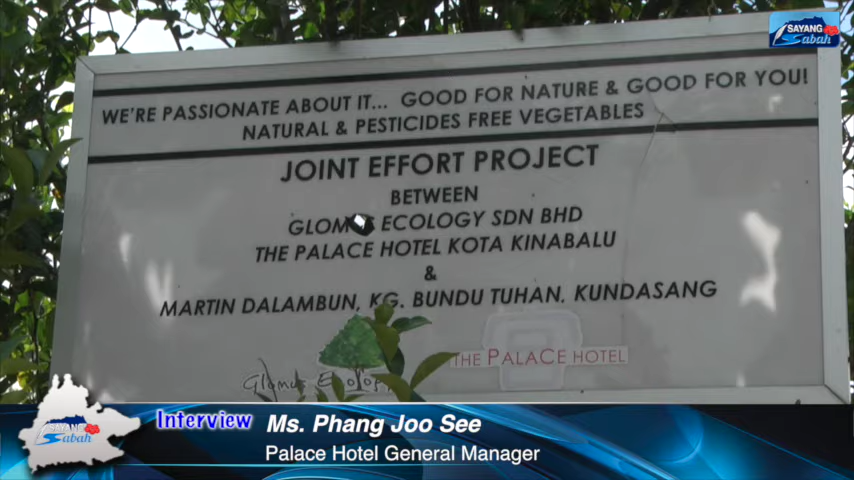 SAYANG
Sabah
WE'RE PASSIONATE ABOUT IT... GOOD FOR NATURE & GOOD FOR YOU!
NATURAL & PESTICIDES FREE VEGETABLES
JOINT EFFORT PROJECT
BETWEEN
ECOLOGY SDN BHD
THE PALACE HOTEL KOTA KINABALU
&
MARTIN DALAMBUN, KG. BUNDU TUHAN, KUNDASANG
THE PALACE HOTEL
Glomus
SAYANG
Sabah
Interview
Ms. Phang Joo See
Palace Hotel General Manager